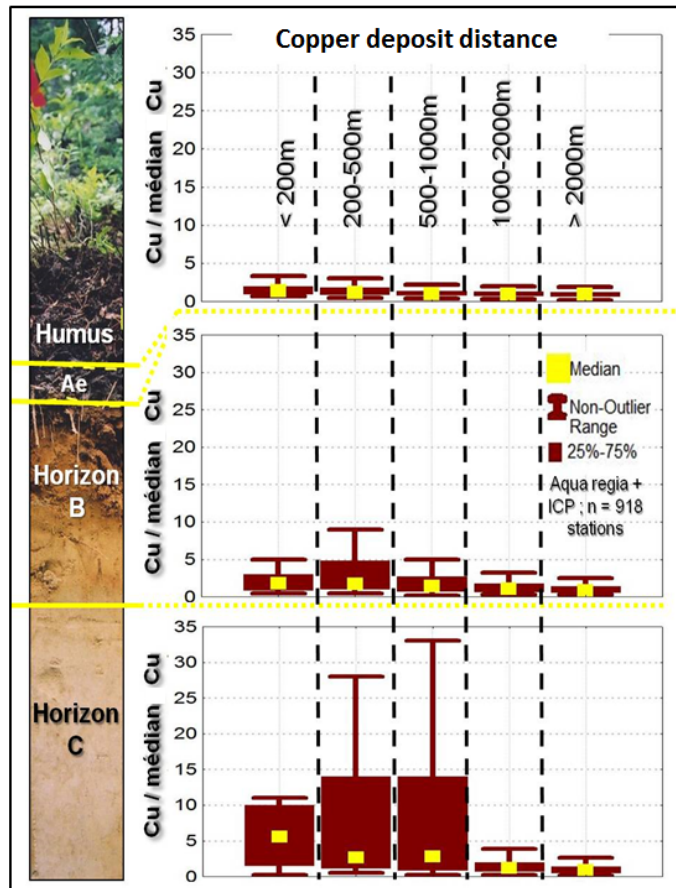 Copper deposit distance
35
30
25
20
15
10
5
0
Cu / médian Cu
< 200m
200-500m
500-1000m
1000-2000m
> 2000m
Humus
Ae
35
30
25
20
15
10
5
0
Cu / médian Cu
Median
Non-Outlier
Range
25%-75%
Aqua regia +
ICP ; n = 918
stations
Horizon
B
35
30
25
20
15
10
5
0
Cu / médian Cu
Horizon
C